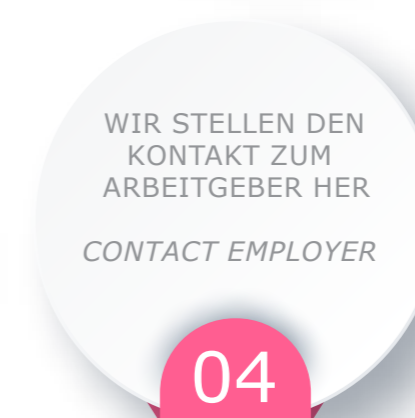 WIR STELLEN DEN
KONTAKT ZUM
ARBEITGEBER HER
CONTACT EMPLOYER
04